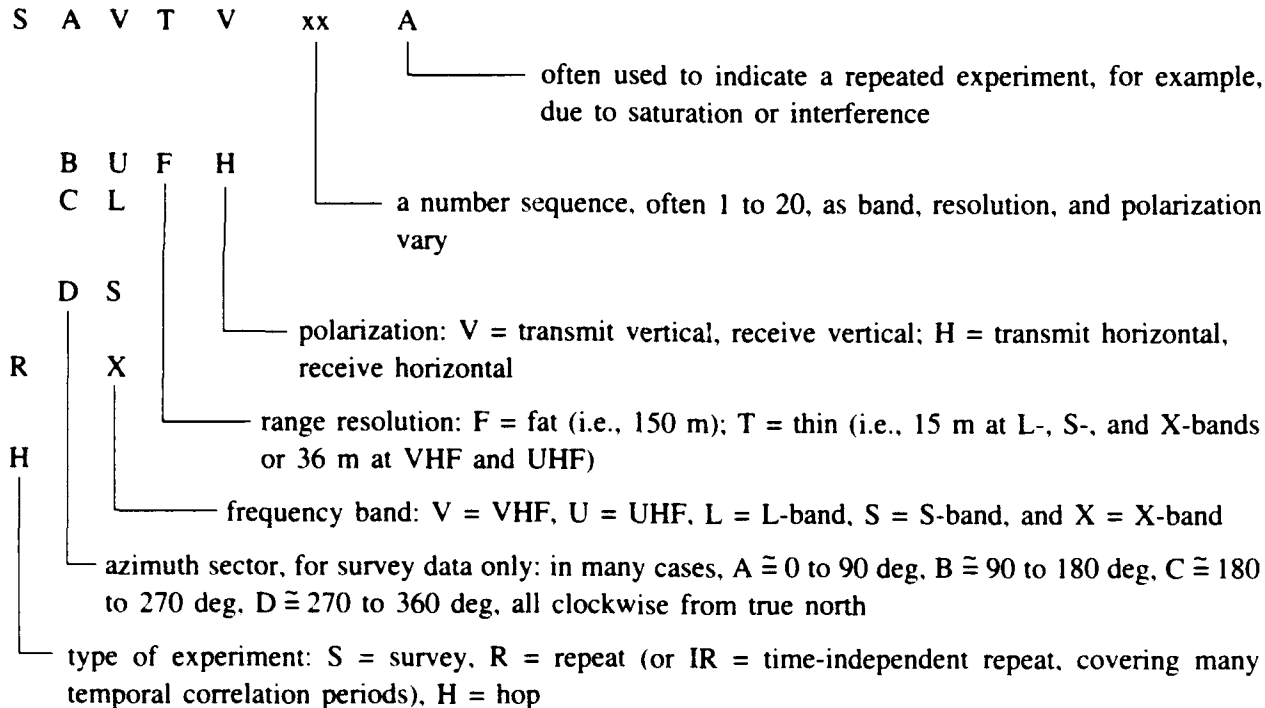 S A V T V xx A
often used to indicate a repeated experiment, for example,
due to saturation or interference
B U F H
C L
a number sequence, often 1 to 20, as band, resolution, and polarization
vary
D S
polarization: V = transmit vertical, receive vertical; H = transmit horizontal,
R X
receive horizontal
range resolution: F = fat (i.e., 150 m); T = thin (i.e., 15 m at L-, S-, and X-bands
H
or 36 m at VHF and UHF)
frequency band: V = VHF, U = UHF, L = L-band, S = S-band, and X = X-band
azimuth sector, for survey data only: in many cases, A ≅ 0 to 90 deg, B ≅ 90 to 180 deg, C ≅ 180
to 270 deg, D ≅ 270 to 360 deg, all clockwise from true north
type of experiment: S = survey, R = repeat (or IR = time-independent repeat, covering many
temporal correlation periods), H = hop